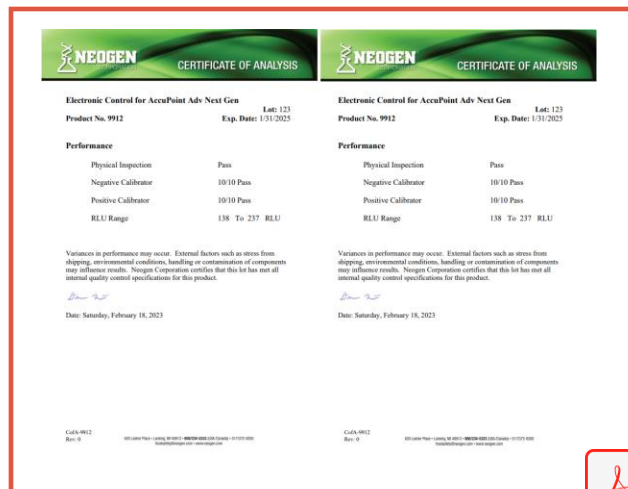 NEOGEN
CERTIFICATE OF ANALYSIS
Electronic Control for AccuPoint Adv Next Gen
Lot: 123
Product No. 9912 Exp. Date: 1/31/2025
Performance
Physical Inspection Pass
Negative Calibrator 10/10 Pass
Positive Calibrator 10/10 Pass
RLU Range 138 To 237 RLU
Variances in performance may occur. External factors such as stress from
shipping, environmental conditions, handling or contamination of components
may influence results. Neogen Corporation certifies that this lot has met all
internal quality control specifications for this product.
Date: Saturday, February 18, 2023
CofA-9912
Rev: 0
NEOGEN
CERTIFICATE OF ANALYSIS
Electronic Control for AccuPoint Adv Next Gen
Lot: 123
Product No. 9912 Exp. Date: 1/31/2025
Performance
Physical Inspection Pass
Negative Calibrator 10/10 Pass
Positive Calibrator 10/10 Pass
RLU Range 138 To 237 RLU
Variances in performance may occur. External factors such as stress from
shipping, environmental conditions, handling or contamination of components
may influence results. Neogen Corporation certifies that this lot has met all
internal quality control specifications for this product.
Date: Saturday, February 18, 2023
CofA-9912
Rev: 0